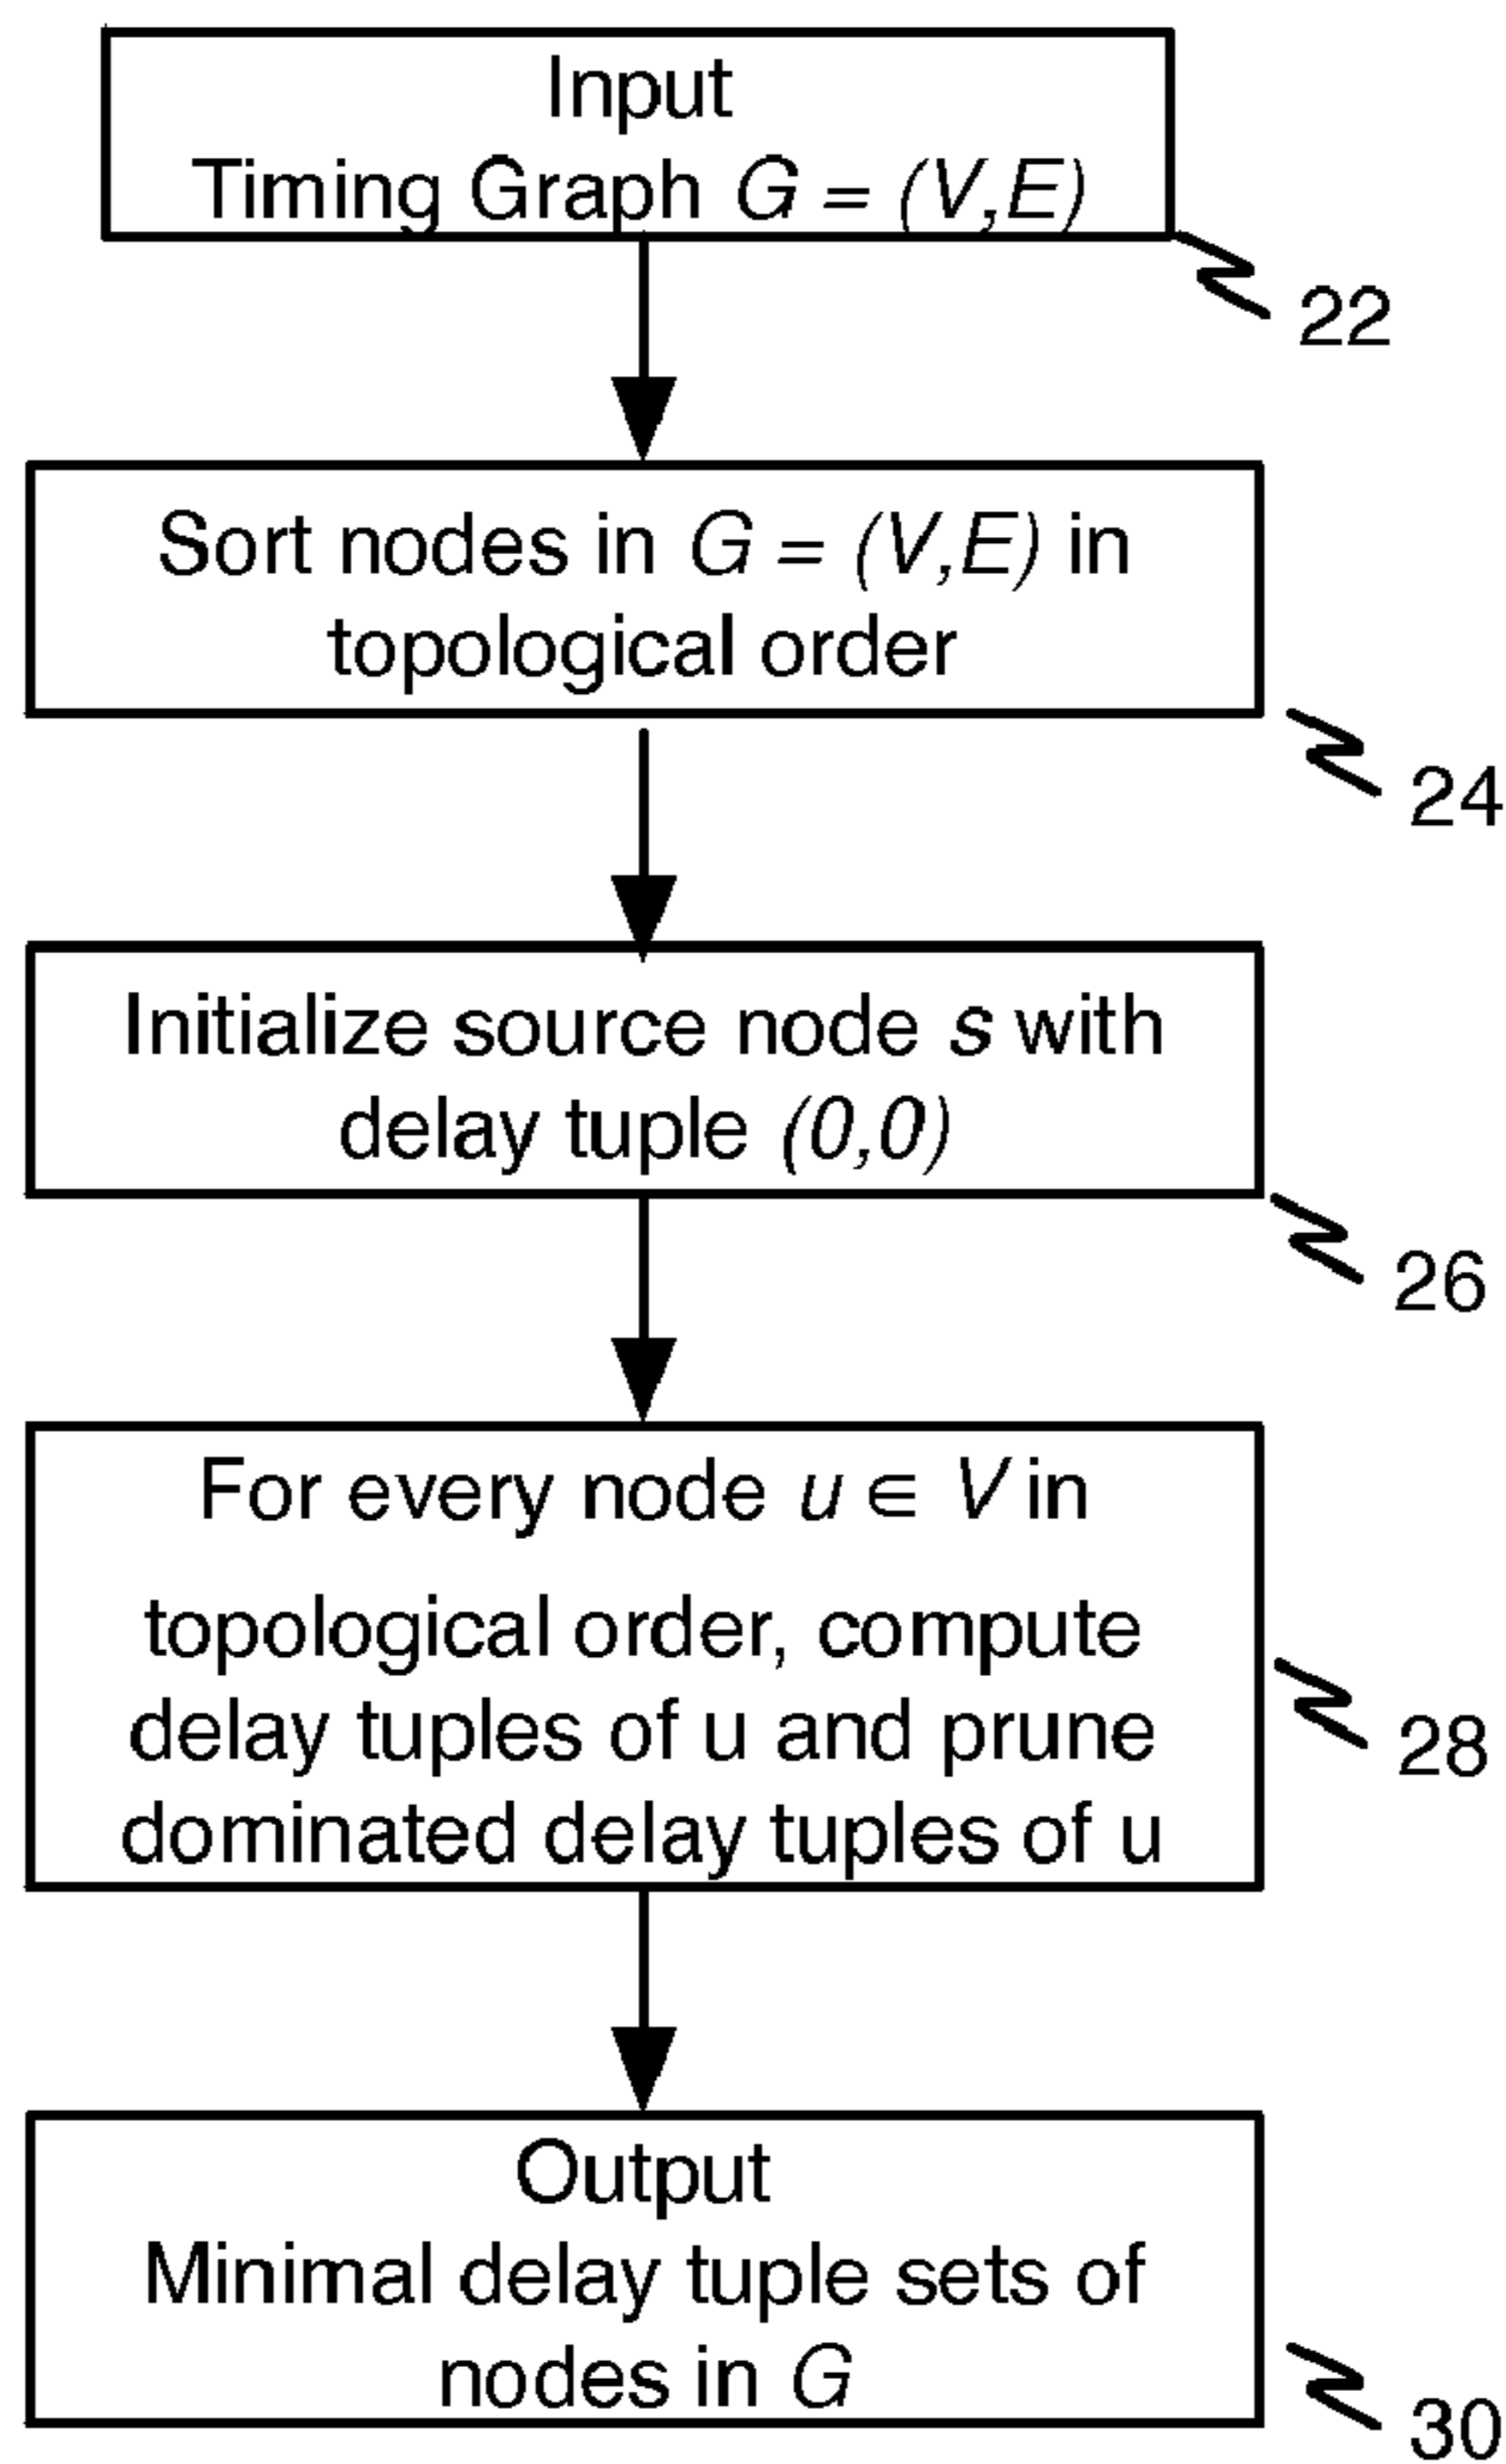 Input
Timing Graph G = (V,E)
22
Sort nodes in G = (V,E) in
topological order
24
Initialize source node s with
delay tuple (0,0)
26
For every node u ∈ V in
topological order, compute
delay tuples of u and prune
dominated delay tuples of u
28
Output
Minimal delay tuple sets of
nodes in G
30